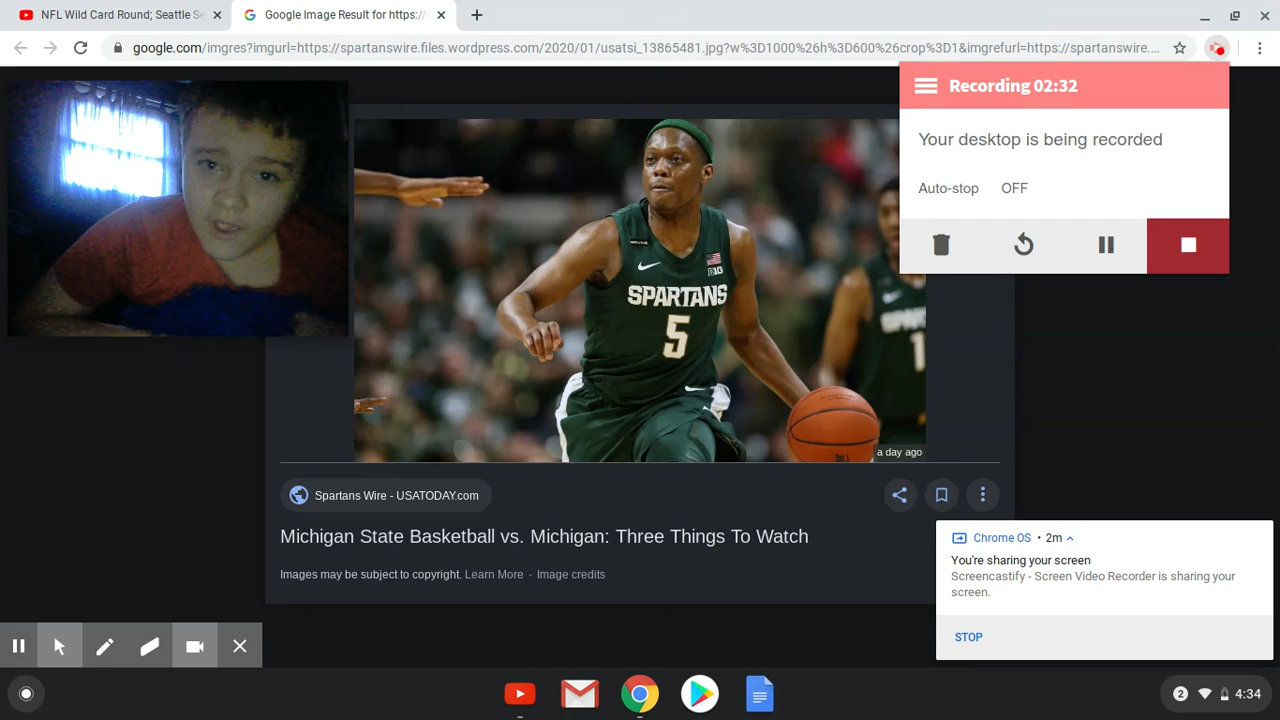 NFL Wild Card Round; Seattle Se
Google Image Result for https://
google.com/imgres?imgurl=https://spartanswire.files.wordpress.com/2020/01/usatsi_13865481.jpg?w%3D1000%26h%3D600%26crop%3D1&imgrefurl=https://spartanswire....
Recording 02:32
Your desktop is being recorded
Auto-stop OFF
B1G
SPARTANS
5
SPAR
1
a day ago
Spartans Wire - USATODAY.com
Michigan State Basketball vs. Michigan: Three Things To Watch
Images may be subject to copyright. Learn More - Image credits
Chrome OS • 2m
You're sharing your screen
Screencastify - Screen Video Recorder is sharing your
screen.
STOP
2 4:34